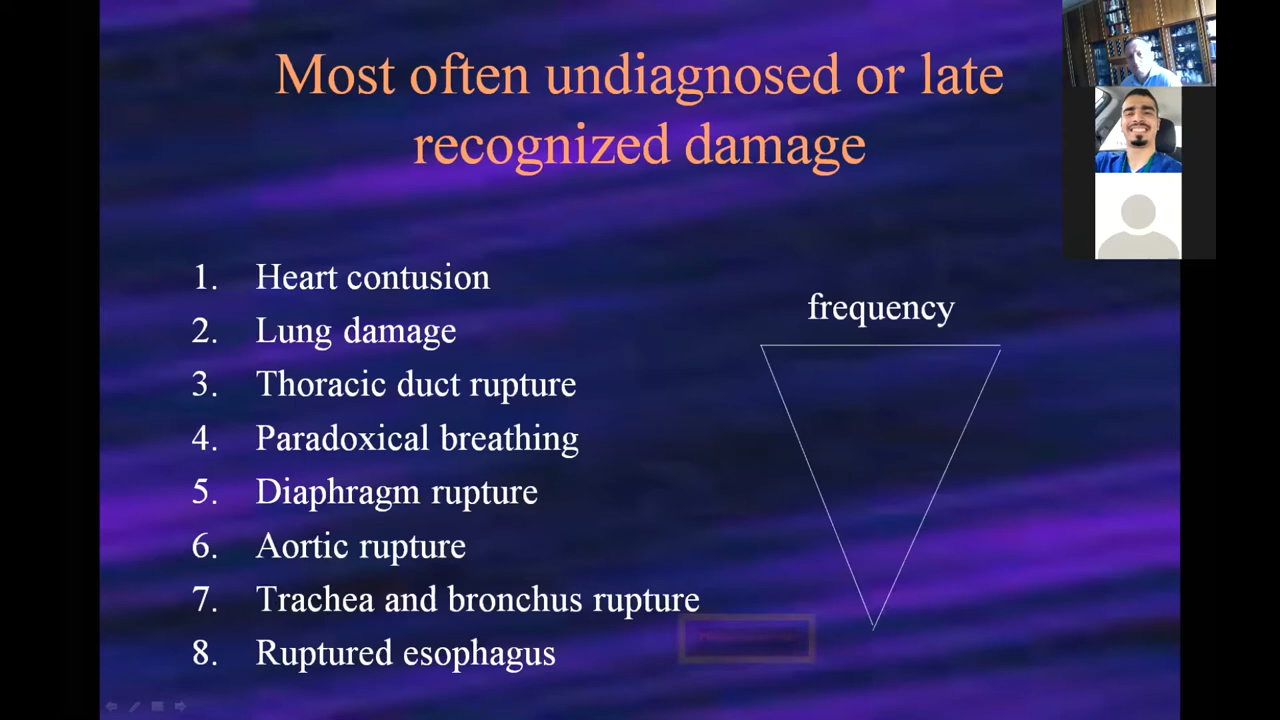 Most often undiagnosed or late
recognized damage
1. Heart contusion
2. Lung damage
3. Thoracic duct rupture
4. Paradoxical breathing
5. Diaphragm rupture
6. Aortic rupture
7. Trachea and bronchus rupture
8. Ruptured esophagus
frequency